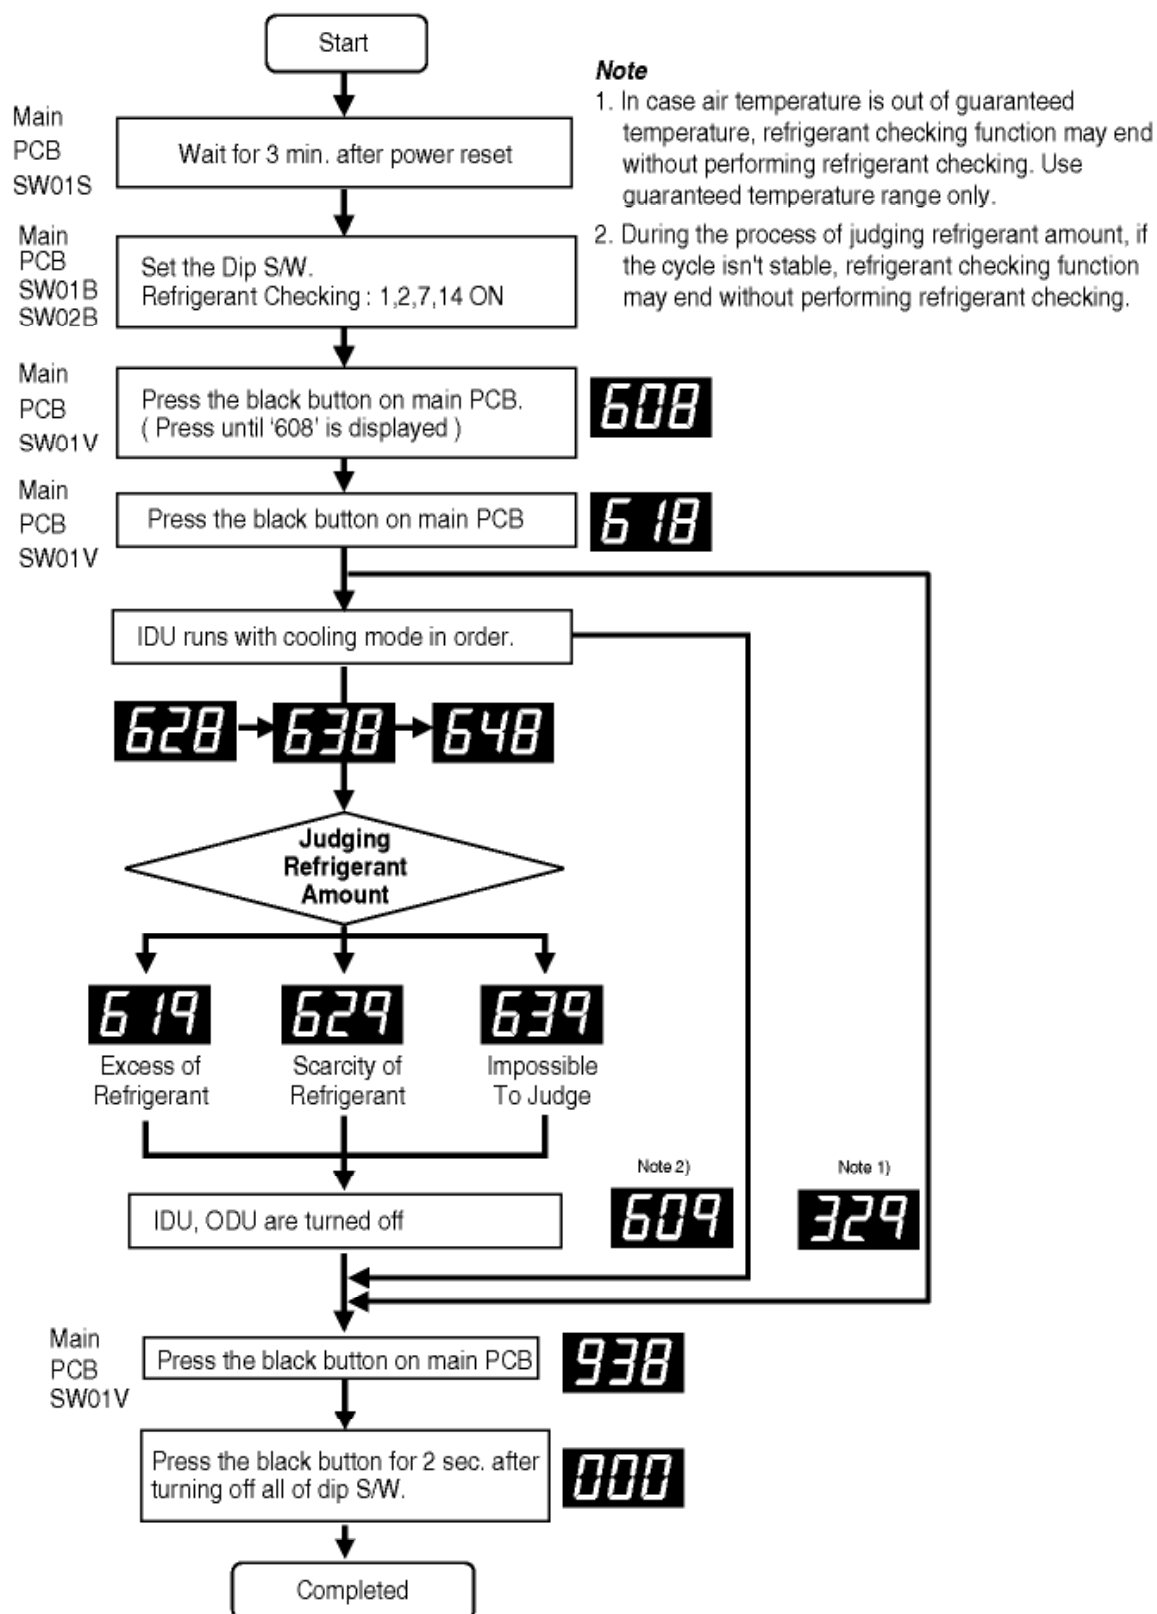 Start
Note
1. In case air temperature is out of guaranteed
temperature, refrigerant checking function may end
without performing refrigerant checking. Use
guaranteed temperature range only.
2. During the process of judging refrigerant amount, if
the cycle isn't stable, refrigerant checking function
may end without performing refrigerant checking.
Main
PCB
SW01S
Wait for 3 min. after power reset
Main
PCB
SW01B
SW02B
Set the Dip S/W.
Refrigerant Checking : 1,2,7,14 ON
Main
PCB
SW01V
Press the black button on main PCB.
( Press until ‘608’ is displayed )
608
Main
PCB
SW01V
Press the black button on main PCB
618
IDU runs with cooling mode in order.
628
638
648
Judging
Refrigerant
Amount
619
Excess of
Refrigerant
629
Scarcity of
Refrigerant
639
Impossible
To Judge
Note 2)
609
Note 1)
329
IDU, ODU are turned off
Main
PCB
SW01V
Press the black button on main PCB
938
Press the black button for 2 sec. after
turning off all of dip S/W.
000
Completed